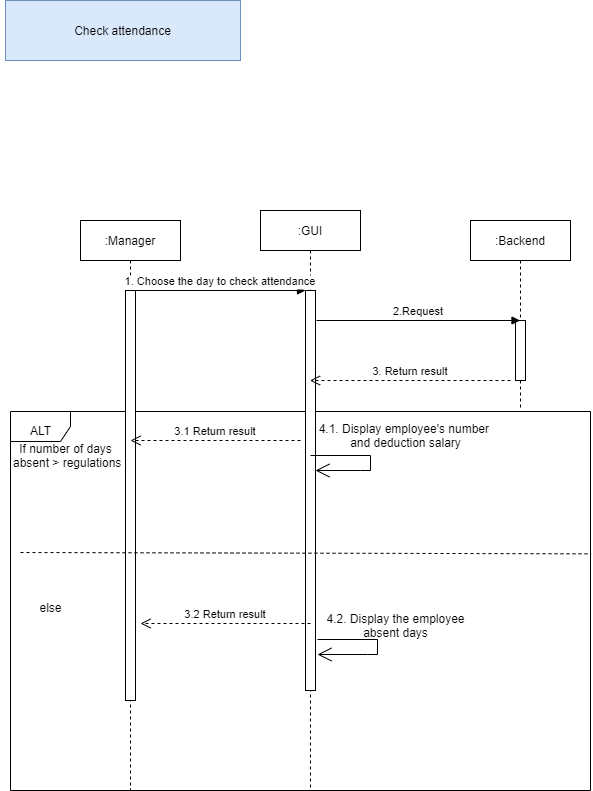 Check attendance
:Manager
:GUI
:Backend
1. Choose the day to check attendance
2.Request
3. Return result
ALT
If number of days
absent > regulations
3.1 Return result
4.1. Display employee's number
and deduction salary
else
3.2 Return result
4.2. Display the employee
absent days